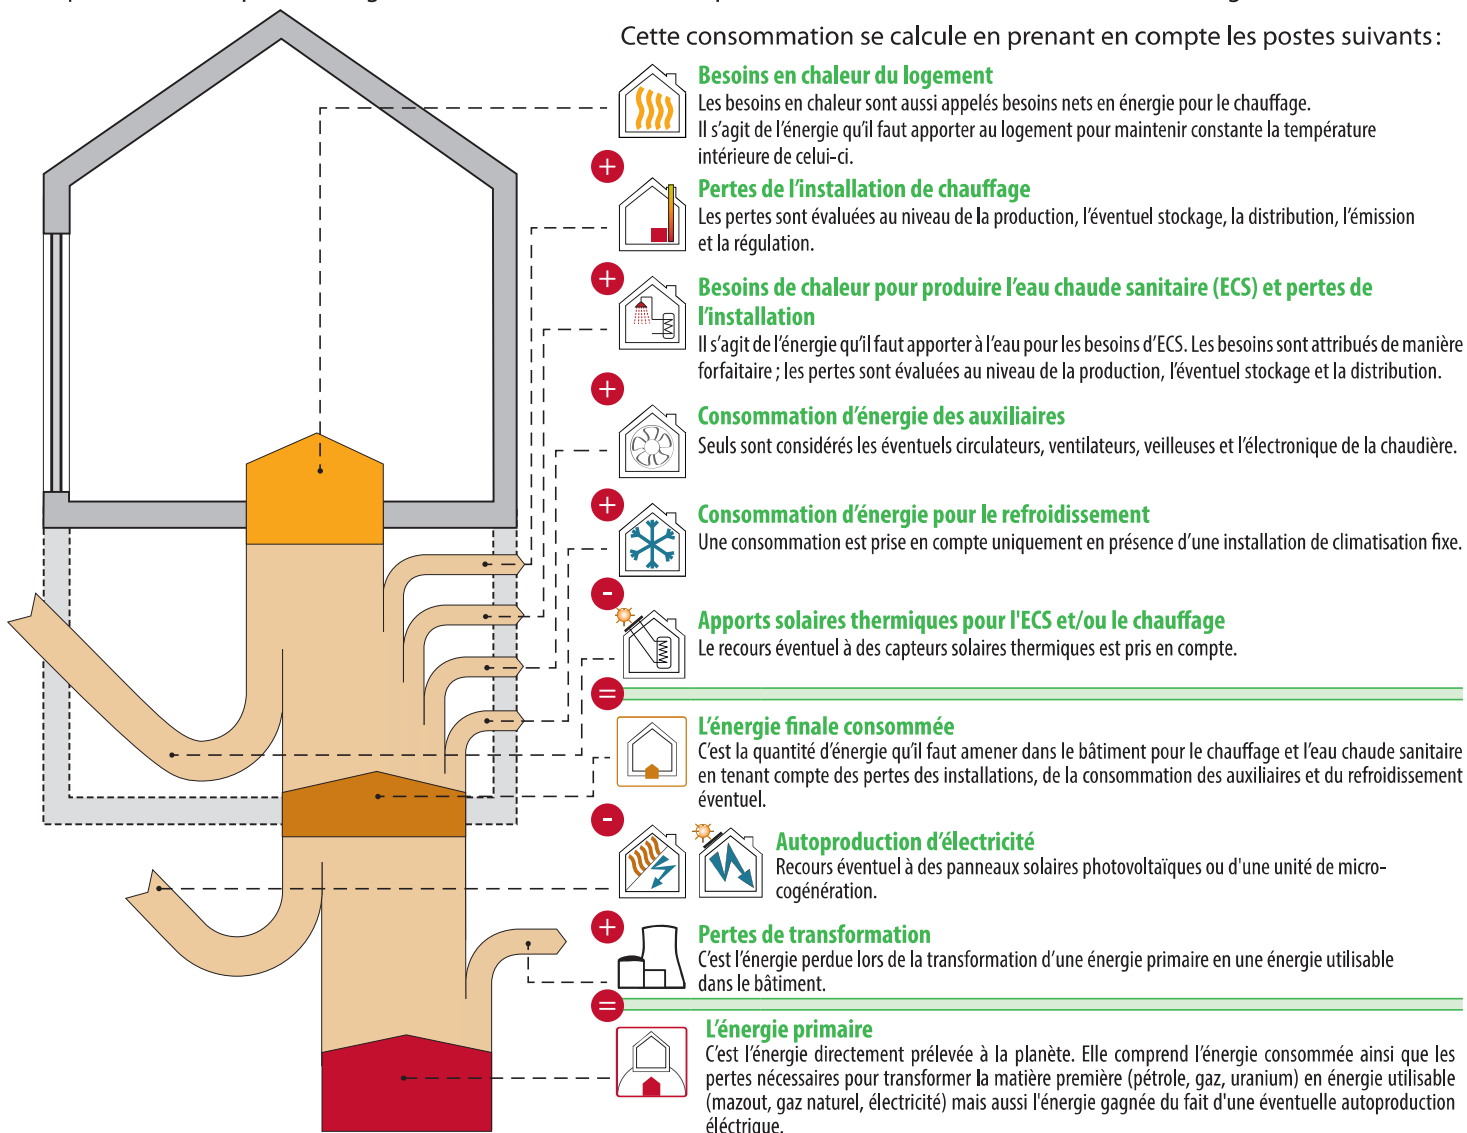 Cette consommation se calcule en prenant en compte les postes suivants :
Besoins en chaleur du logement
Les besoins en chaleur sont aussi appelés besoins nets en énergie pour le chauffage.
Il s'agit de l'énergie qu'il faut apporter au logement pour maintenir constante la température
intérieure de celui-ci.
+
Pertes de l'installation de chauffage
Les pertes sont évaluées au niveau de la production, l'éventuel stockage, la distribution, l'émission
et la régulation.
+
Besoins de chaleur pour produire l'eau chaude sanitaire (ECS) et pertes de
l'installation
Il s'agit de l'énergie qu'il faut apporter à l'eau pour les besoins d'ECS. Les besoins sont attribués de manière
forfaitaire ; les pertes sont évaluées au niveau de la production, l'éventuel stockage et la distribution.
+
Consommation d'énergie des auxiliaires
Seuls sont considérés les éventuels circulateurs, ventilateurs, veilleuses et l'électronique de la chaudière.
+
Consommation d'énergie pour le refroidissement
Une consommation est prise en compte uniquement en présence d'une installation de climatisation fixe.
-
Apports solaires thermiques pour l'ECS et/ou le chauffage
Le recours éventuel à des capteurs solaires thermiques est pris en compte.
=
L'énergie finale consommée
C'est la quantité d'énergie qu'il faut amener dans le bâtiment pour le chauffage et l'eau chaude sanitaire
en tenant compte des pertes des installations, de la consommation des auxiliaires et du refroidissement
éventuel.
-
Autoproduction d'électricité
Recours éventuel à des panneaux solaires photovoltaïques ou d'une unité de micro-
cogénération.
+
Pertes de transformation
C'est l'énergie perdue lors de la transformation d'une énergie primaire en une énergie utilisable
dans le bâtiment.
=
L'énergie primaire
C'est l'énergie directement prélevée à la planète. Elle comprend l'énergie consommée ainsi que les
pertes nécessaires pour transformer la matière première (pétrole, gaz, uranium) en énergie utilisable
(mazout, gaz naturel, électricité) mais aussi l'énergie gagnée du fait d'une éventuelle autoproduction
éléctrique.